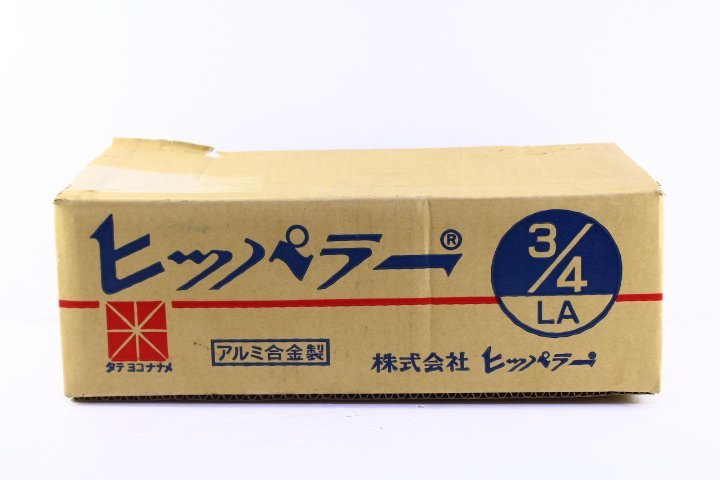 ヒッパラー®
3/4
LA
タテヨコナナメ
アルミ合金製
株式会社 ヒッパラー